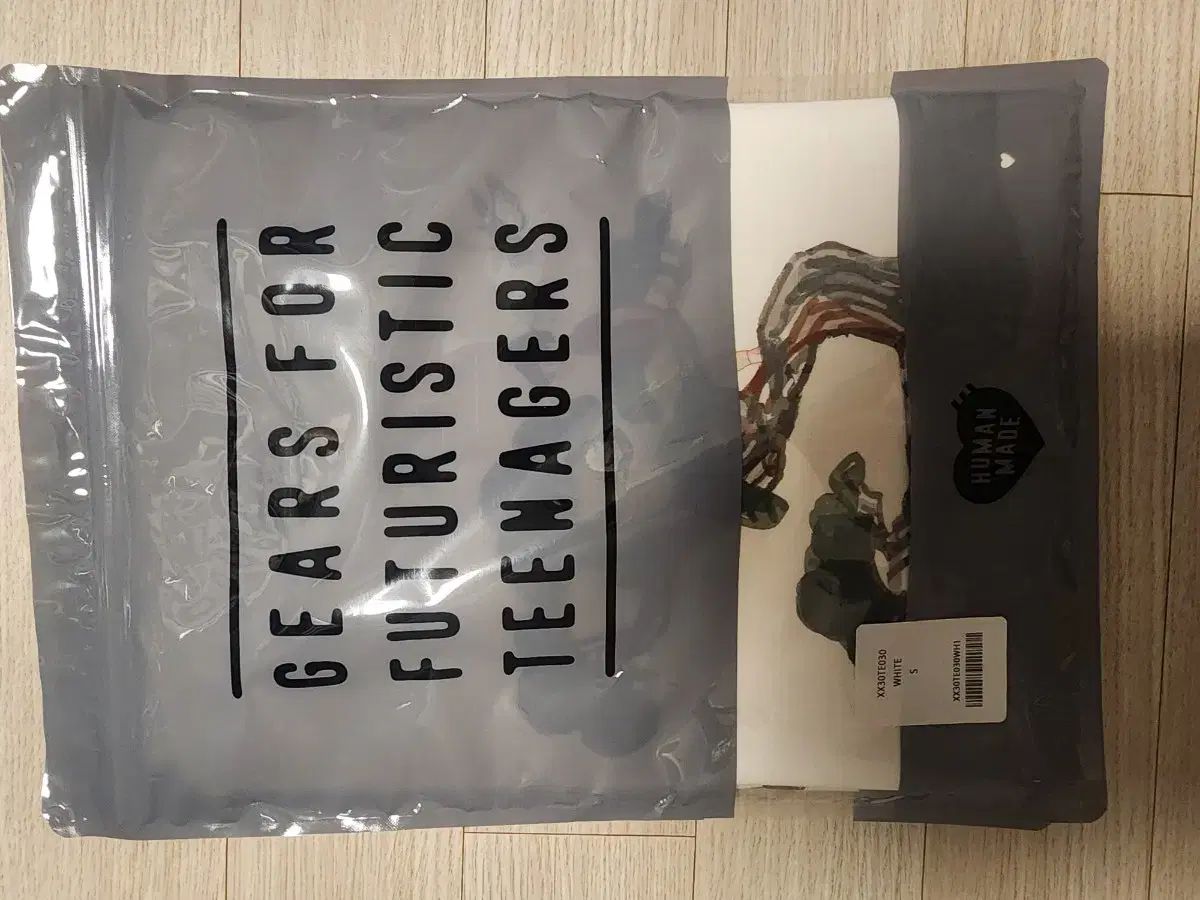 GEARS FOR
FUTURISTIC
TEENAGERS
HUMAN
MADE
XX30TE030
WHITE
S
XX30TE030WH1